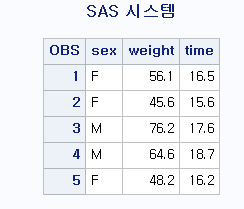 SAS 시스템
OBS sex weight time
1 F 56.1 16.5
2 F 45.6 15.6
3 M 76.2 17.6
4 M 64.6 18.7
5 F 48.2 16.2